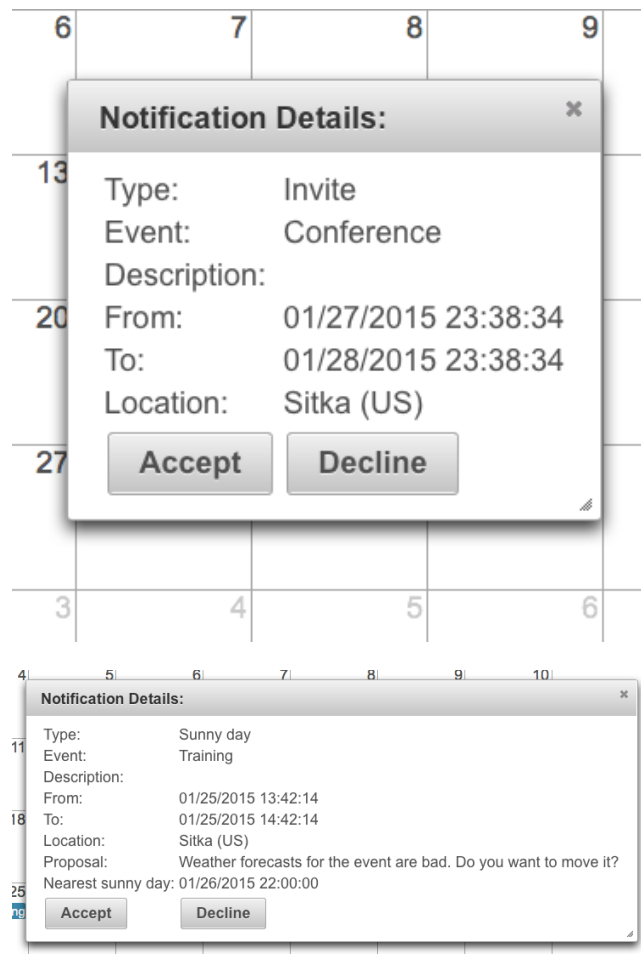 6 7 8 9
Notification Details:
13
Type: Invite
Event: Conference
Description:
20 From: 01/27/2015 23:38:34
To: 01/28/2015 23:38:34
Location: Sitka (US)
27 Accept Decline
3 4 5 6
4 5 6 7 8 9 10
Notification Details:
Type: Sunny day
11 Event: Training
Description:
From: 01/25/2015 13:42:14
18 To: 01/25/2015 14:42:14
Location: Sitka (US)
Proposal: Weather forecasts for the event are bad. Do you want to move it?
25 Nearest sunny day: 01/26/2015 22:00:00
ng Accept Decline